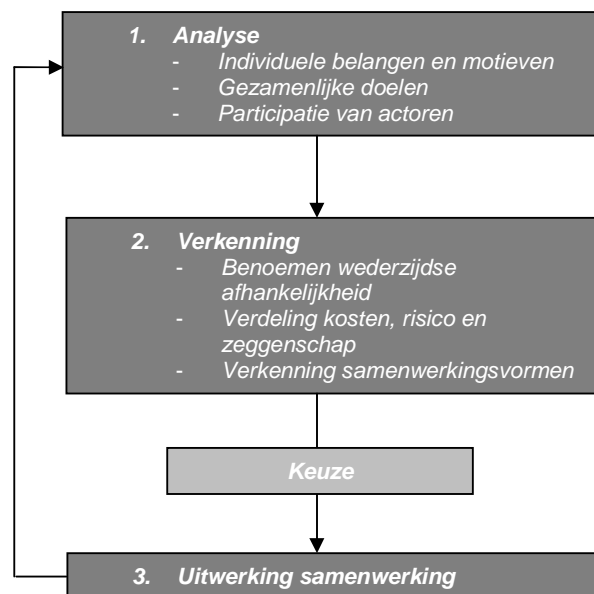 1. Analyse
- Individuele belangen en motieven
- Gezamenlijke doelen
- Participatie van actoren
2. Verkenning
- Benoemen wederzijdse
afhankelijkheid
- Verdeling kosten, risico en
zeggenschap
- Verkenning samenwerkingsvormen
Keuze
3. Uitwerking samenwerking